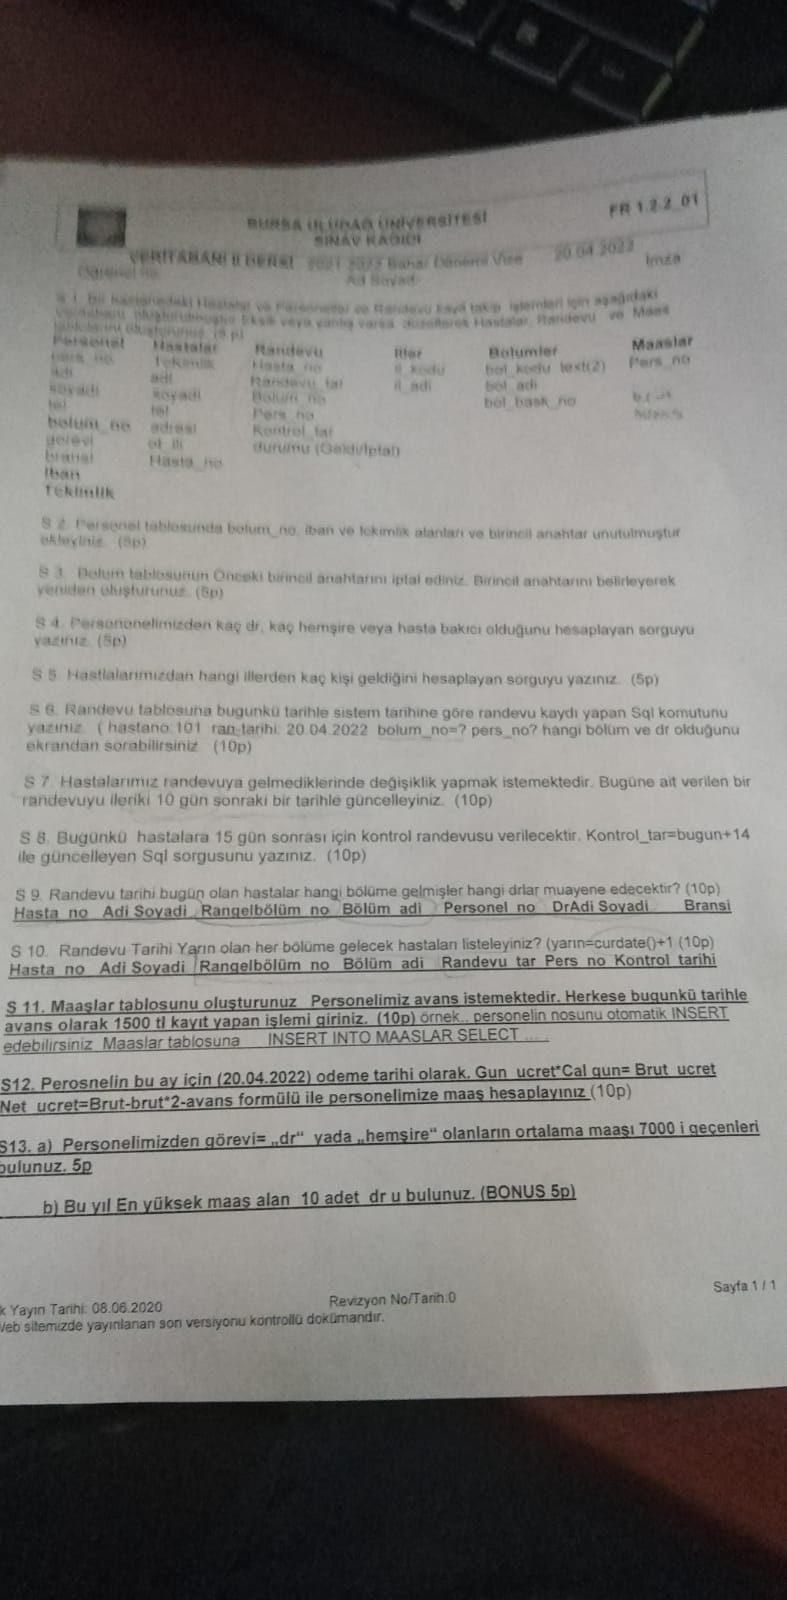 BURSA ULUDAĞ ÜNİVERSİTESİ
FR 1.2.2_01
SINAV KAĞIDI
VERİTABANI II DERSİ 2021-2022 Bahar Dönemi Vize 20.04.2022
İmza
Ad Soyad:
S 1. Bir hastanedeki Hastalar ve Personeller ve Randevu kayıt takip işlemleri için aşağıdaki
veritabanı oluşturulmuştur Eksik veya yanlış varsa düzelterek Hastalar, Randevu ve Maaş
Personel Hastalar Randevu Iller Bolumler Maaslar
pers_no Tckimlik Hasta_no il_kodu bol_kodu text(2) Pers_no
adi adi Randevu_tar il_adi bol_adi
soyadi soyadi Bolum_no bol_bask_no
tel tel Pers_no
bolum_no adresi Kontrol_tar
gorevi durumu (Geldi/Iptal)
bransi Hasta_no
Iban
Tckimlik
S 2. Personel tablosunda bolum_no, iban ve tckimlik alanları ve birincil anahtar unutulmuştur
ekleyiniz. (5p)
S 3. Bolum tablosunun Önceki birincil anahtarını iptal ediniz. Birincil anahtarını belirleyerek
yeniden oluşturunuz. (5p)
S 4. Persononelimizden kaç dr, kaç hemşire veya hasta bakıcı olduğunu hesaplayan sorguyu
yazınız. (5p)
S 5. Hastlalarımızdan hangi illerden kaç kişi geldiğini hesaplayan sorguyu yazınız. (5p)
S 6. Randevu tablosuna bugunkü tarihle sistem tarihine göre randevu kaydı yapan Sql komutunu
yazınız. ( hastano:101 ran_tarihi: 20.04.2022 bolum_no=? pers_no? hangi bölüm ve dr olduğunu
ekrandan sorabilirsiniz (10p)
S 7. Hastalarımız randevuya gelmediklerinde değişiklik yapmak istemektedir. Bugüne ait verilen bir
randevuyu ileriki 10 gün sonraki bir tarihle güncelleyiniz. (10p)
S 8. Bugünkü hastalara 15 gün sonrası için kontrol randevusu verilecektir. Kontrol_tar=bugun+14
ile güncelleyen Sql sorgusunu yazınız. (10p)
S 9. Randevu tarihi bugün olan hastalar hangi bölüme gelmişler hangi drlar muayene edecektir? (10p)
Hasta_no Adi Soyadi Rangelbölüm_no Bölüm_adi Personel_no DrAdi Soyadi Bransi
S 10. Randevu Tarihi Yarın olan her bölüme gelecek hastaları listeleyiniz? (yarın=curdate()+1 (10p)
Hasta_no Adi Soyadi Rangelbölüm_no Bölüm_adi Randevu_tar Pers_no Kontrol_tarihi
S 11. Maaşlar tablosunu oluşturunuz Personelimiz avans istemektedir. Herkese bugunkü tarihle
avans olarak 1500 tl kayıt yapan işlemi giriniz. (10p) örnek.. personelin nosunu otomatik INSERT
edebilirsiniz Maaslar tablosuna INSERT INTO MAASLAR SELECT .... .
S12. Perosnelin bu ay için (20.04.2022) odeme tarihi olarak. Gun_ucret*Cal_gun= Brut_ucret
Net_ucret=Brut-brut*2-avans formülü ile personelimize maaş hesaplayınız (10p)
S13. a) Personelimizden görevi= „dr“ yada „hemşire“ olanların ortalama maaşı 7000 i geçenleri
bulunuz. 5p
b) Bu yıl En yüksek maaş alan 10 adet dr u bulunuz. (BONUS 5p)
k Yayın Tarihi: 08.06.2020
Revizyon No/Tarih:0
Sayfa 1 / 1
Web sitemizde yayınlanan son versiyonu kontrollü dokümandır.